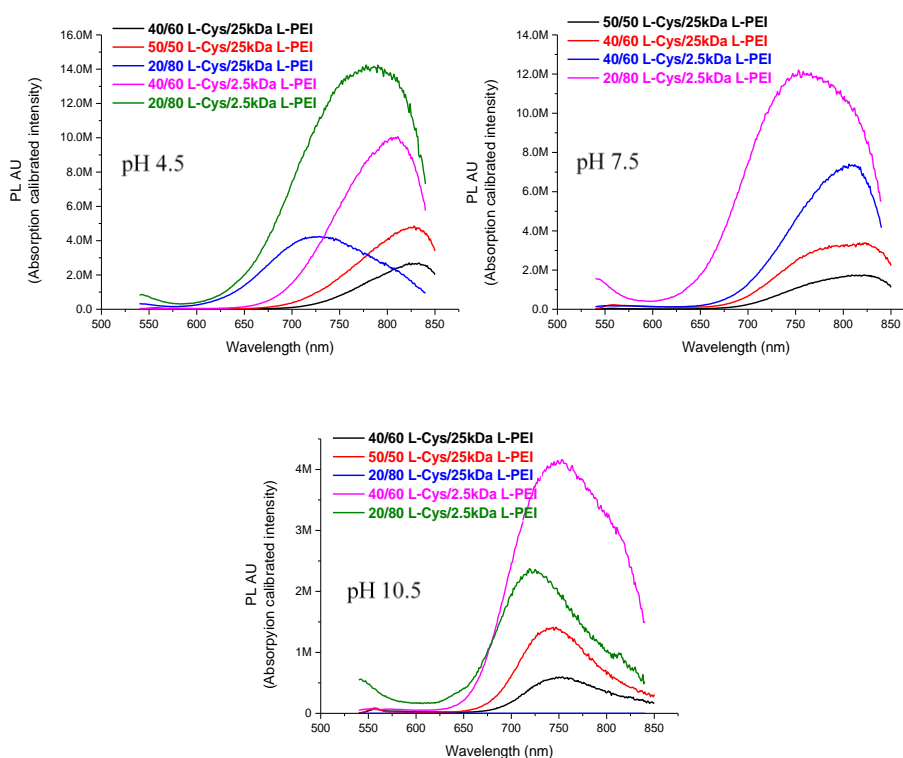 40/60 L-Cys/25kDa L-PEI
50/50 L-Cys/25kDa L-PEI
20/80 L-Cys/25kDa L-PEI
40/60 L-Cys/2.5kDa L-PEI
20/80 L-Cys/2.5kDa L-PEI
16.0M
14.0M
12.0M
10.0M
8.0M
6.0M
4.0M
2.0M
0.0
pH 4.5
PL AU
(Absorption calibrated intensity)
500 550 600 650 700 750 800 850
Wavelength (nm)
50/50 L-Cys/25kDa L-PEI
40/60 L-Cys/25kDa L-PEI
40/60 L-Cys/2.5kDa L-PEI
20/80 L-Cys/2.5kDa L-PEI
14.0M
12.0M
10.0M
8.0M
6.0M
4.0M
2.0M
0.0
pH 7.5
PL AU
(Absorption calibrated intensity)
500 550 600 650 700 750 800 850
Wavelength (nm)
40/60 L-Cys/25kDa L-PEI
50/50 L-Cys/25kDa L-PEI
20/80 L-Cys/25kDa L-PEI
40/60 L-Cys/2.5kDa L-PEI
20/80 L-Cys/2.5kDa L-PEI
4M
3M
2M
1M
0
pH 10.5
PL AU
(Absorpyion calibrated intensity)
500 550 600 650 700 750 800 850
Wavelength (nm)